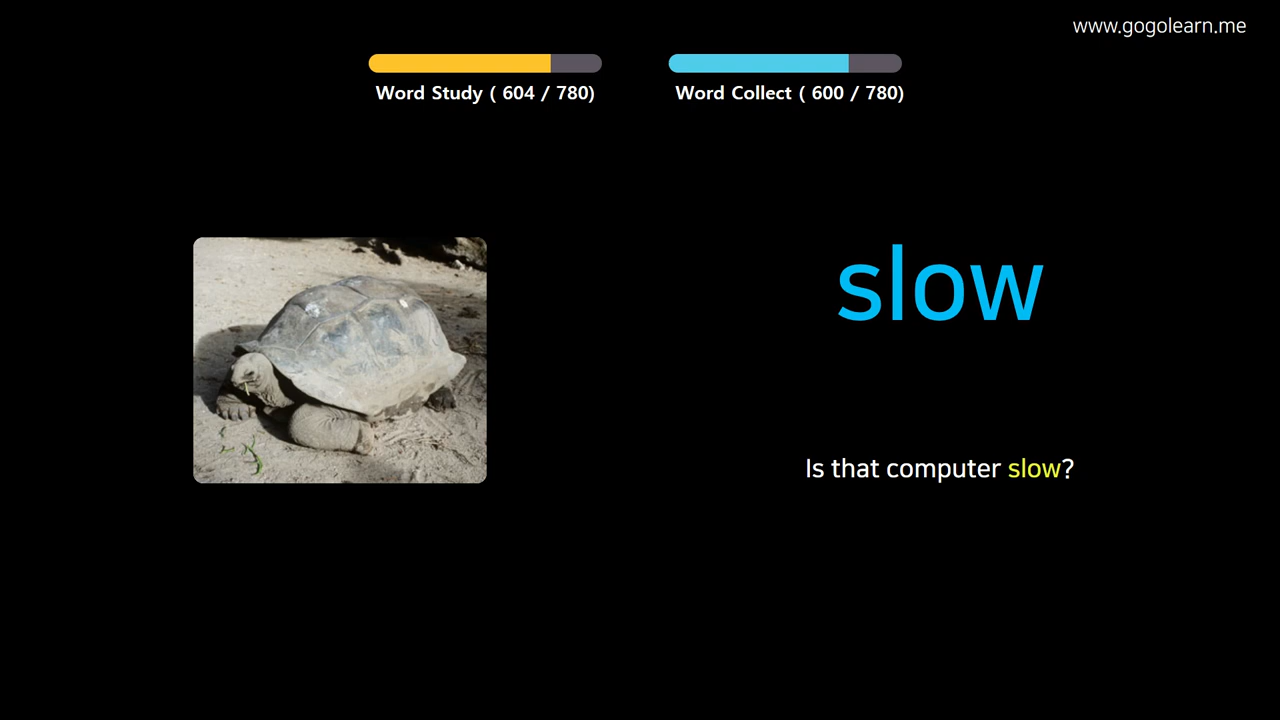 www.gogolearn.me
Word Study ( 604 / 780)
Word Collect ( 600 / 780)
slow
Is that computer slow?